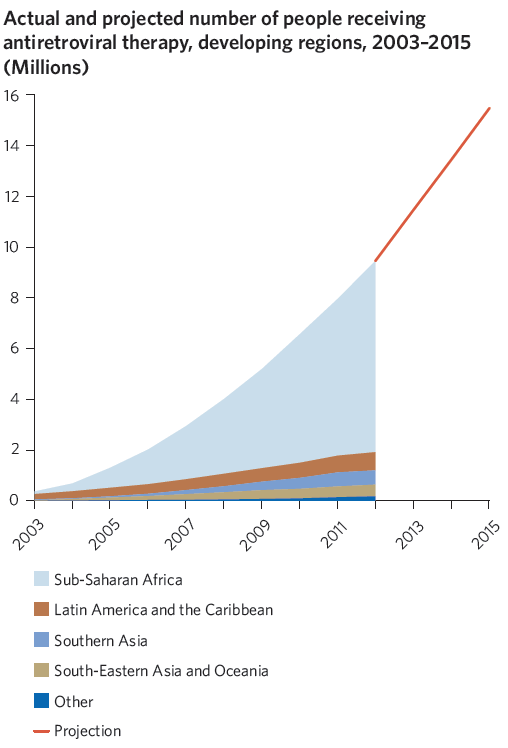 Actual and projected number of people receiving
antiretroviral therapy, developing regions, 2003–2015
(Millions)
16
14
12
10
8
6
4
2
0
2003
2005
2007
2009
2011
2013
2015
Sub-Saharan Africa
Latin America and the Caribbean
Southern Asia
South-Eastern Asia and Oceania
Other
Projection